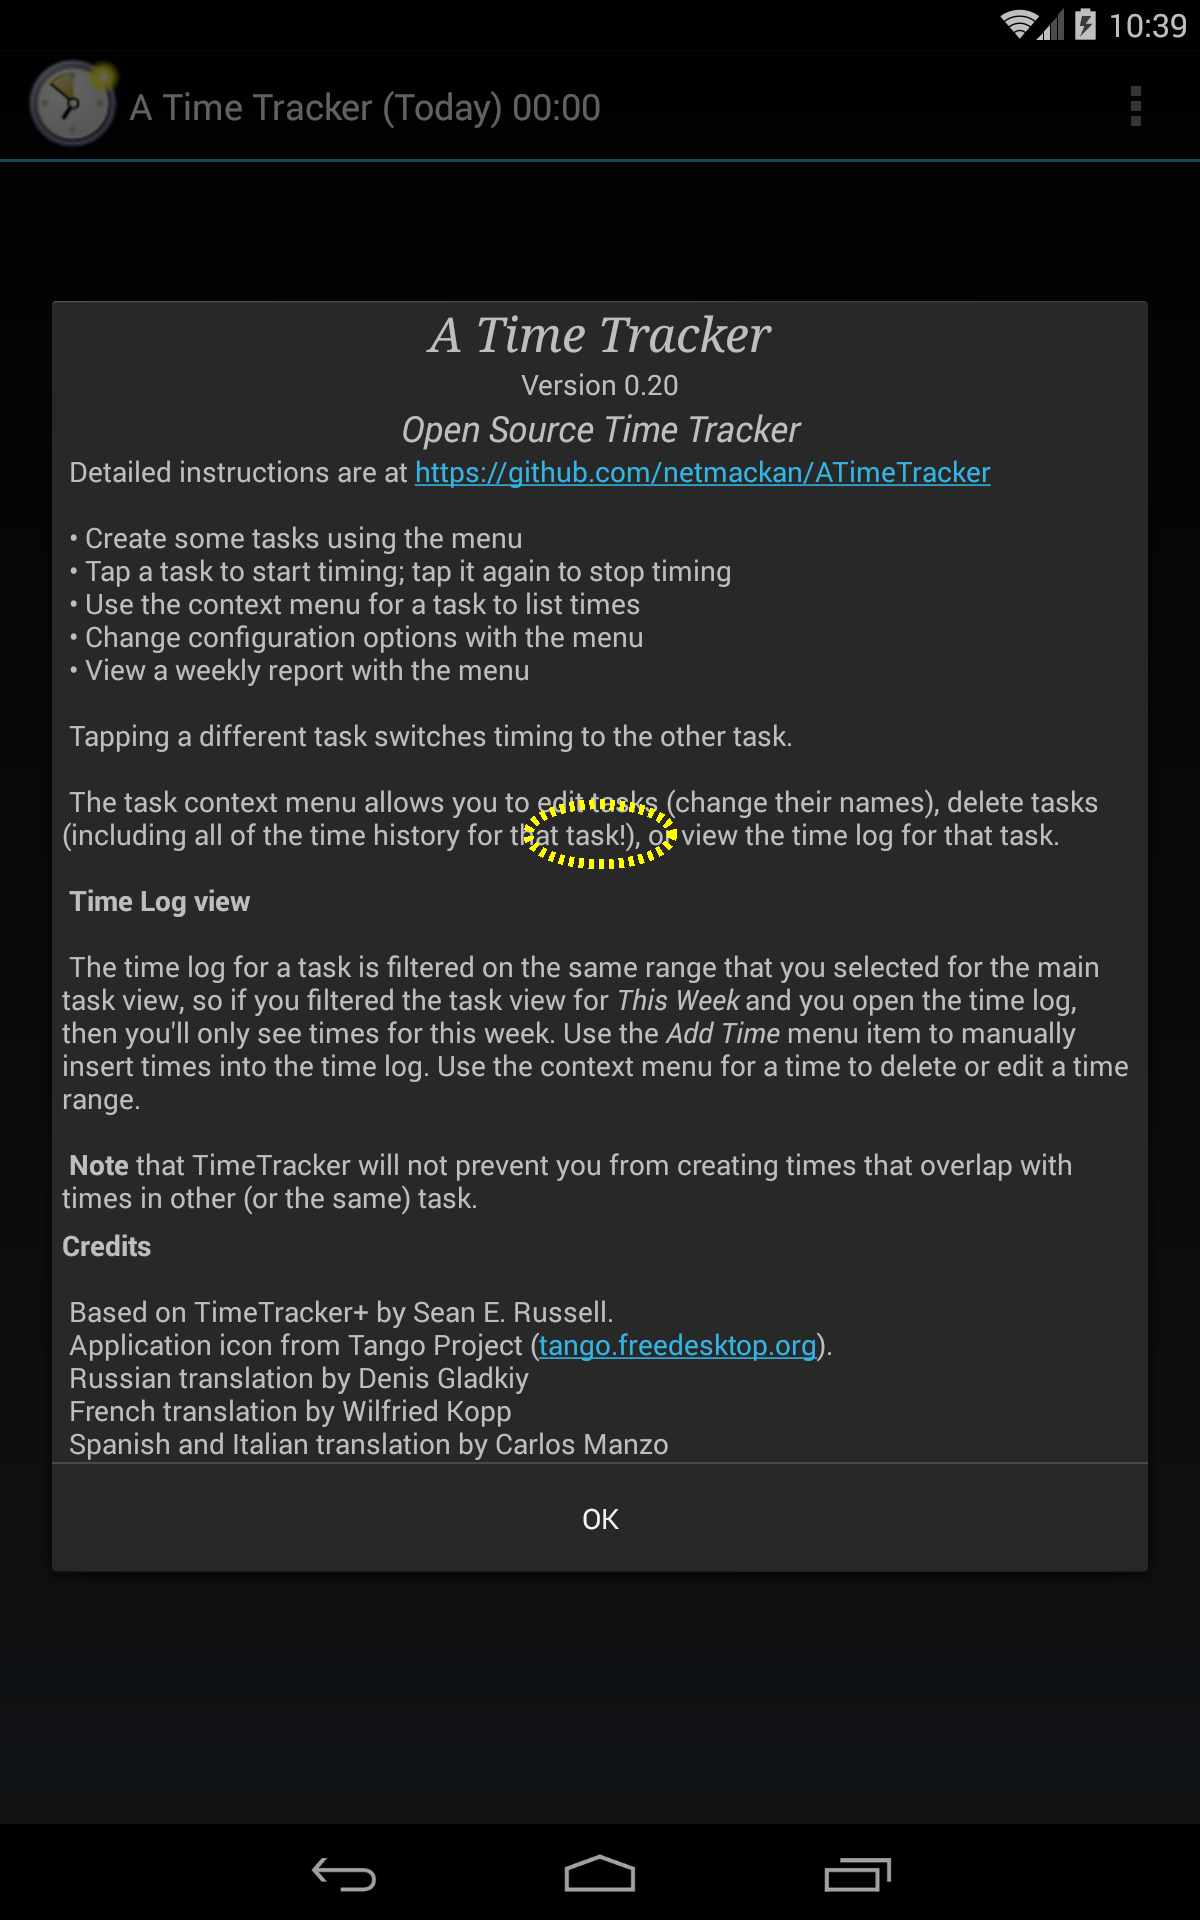 10:39
A Time Tracker (Today) 00:00
A Time Tracker
Version 0.20
Open Source Time Tracker
Detailed instructions are at https://github.com/netmackan/ATimeTracker
• Create some tasks using the menu
• Tap a task to start timing; tap it again to stop timing
• Use the context menu for a task to list times
• Change configuration options with the menu
• View a weekly report with the menu
Tapping a different task switches timing to the other task.
The task context menu allows you to edit tasks (change their names), delete tasks
(including all of the time history for that task!), or view the time log for that task.
Time Log view
The time log for a task is filtered on the same range that you selected for the main
task view, so if you filtered the task view for This Week and you open the time log,
then you'll only see times for this week. Use the Add Time menu item to manually
insert times into the time log. Use the context menu for a time to delete or edit a time
range.
Note that TimeTracker will not prevent you from creating times that overlap with
times in other (or the same) task.
Credits
Based on TimeTracker+ by Sean E. Russell.
Application icon from Tango Project (tango.freedesktop.org).
Russian translation by Denis Gladkiy
French translation by Wilfried Kopp
Spanish and Italian translation by Carlos Manzo
OK